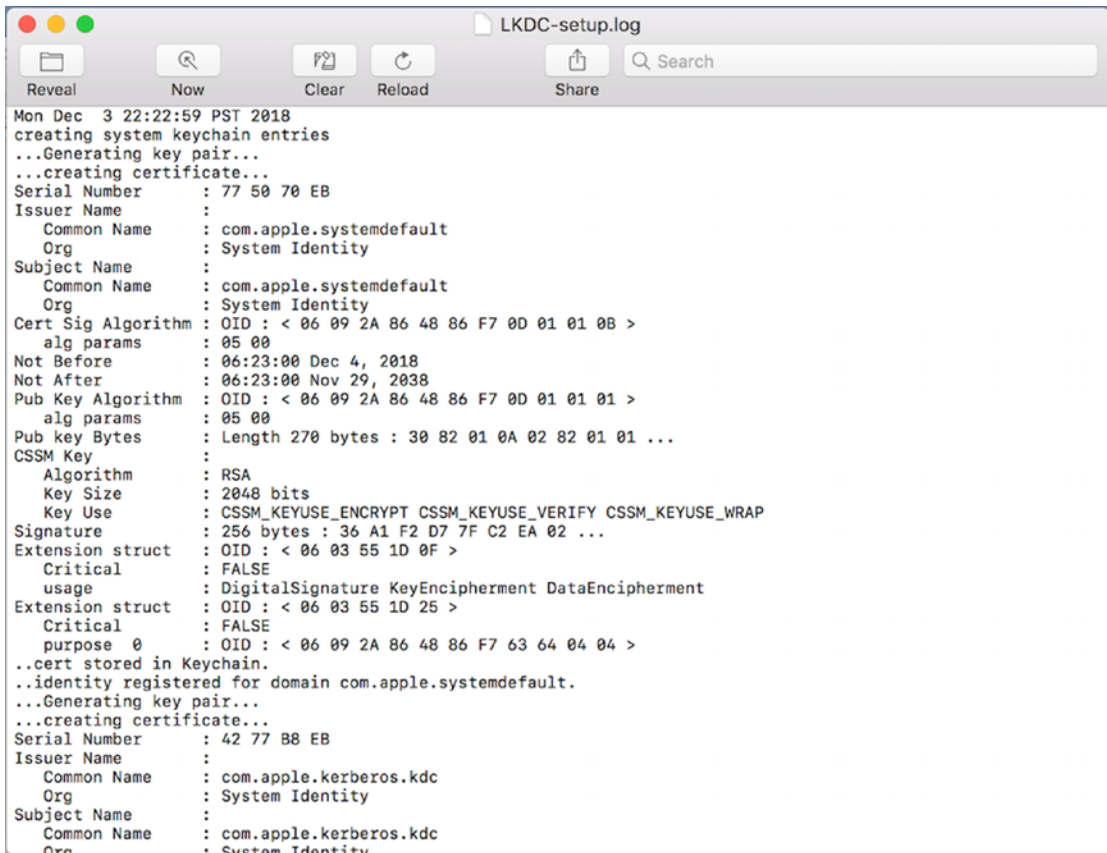 LKDC-setup.log
Reveal Now Clear Reload Share Search
Mon Dec  3 22:22:59 PST 2018
creating system keychain entries
...Generating key pair...
...creating certificate...
Serial Number      : 77 50 70 EB
Issuer Name        :
   Common Name     : com.apple.systemdefault
   Org             : System Identity
Subject Name       :
   Common Name     : com.apple.systemdefault
   Org             : System Identity
Cert Sig Algorithm : OID : < 06 09 2A 86 48 86 F7 0D 01 01 0B >
   alg params      : 05 00
Not Before         : 06:23:00 Dec 4, 2018
Not After          : 06:23:00 Nov 29, 2038
Pub Key Algorithm  : OID : < 06 09 2A 86 48 86 F7 0D 01 01 01 >
   alg params      : 05 00
Pub key Bytes      : Length 270 bytes : 30 82 01 0A 02 82 01 01 ...
CSSM Key           :
   Algorithm       : RSA
   Key Size        : 2048 bits
   Key Use         : CSSM_KEYUSE_ENCRYPT CSSM_KEYUSE_VERIFY CSSM_KEYUSE_WRAP
Signature          : 256 bytes : 36 A1 F2 D7 7F C2 EA 02 ...
Extension struct   : OID : < 06 03 55 1D 0F >
   Critical        : FALSE
   usage           : DigitalSignature KeyEncipherment DataEncipherment
Extension struct   : OID : < 06 03 55 1D 25 >
   Critical        : FALSE
   purpose  0      : OID : < 06 09 2A 86 48 86 F7 63 64 04 04 >
..cert stored in Keychain.
..identity registered for domain com.apple.systemdefault.
...Generating key pair...
...creating certificate...
Serial Number      : 42 77 B8 EB
Issuer Name        :
   Common Name     : com.apple.kerberos.kdc
   Org             : System Identity
Subject Name       :
   Common Name     : com.apple.kerberos.kdc
   Org             : System Identity